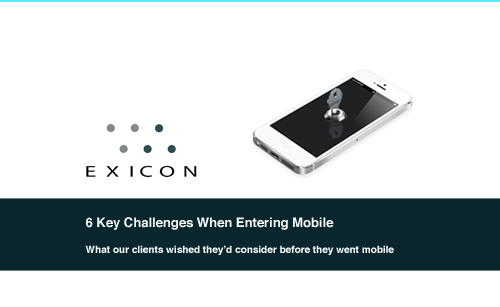 EXICON
6 Key Challenges When Entering Mobile
What our clients wished they'd consider before they went mobile